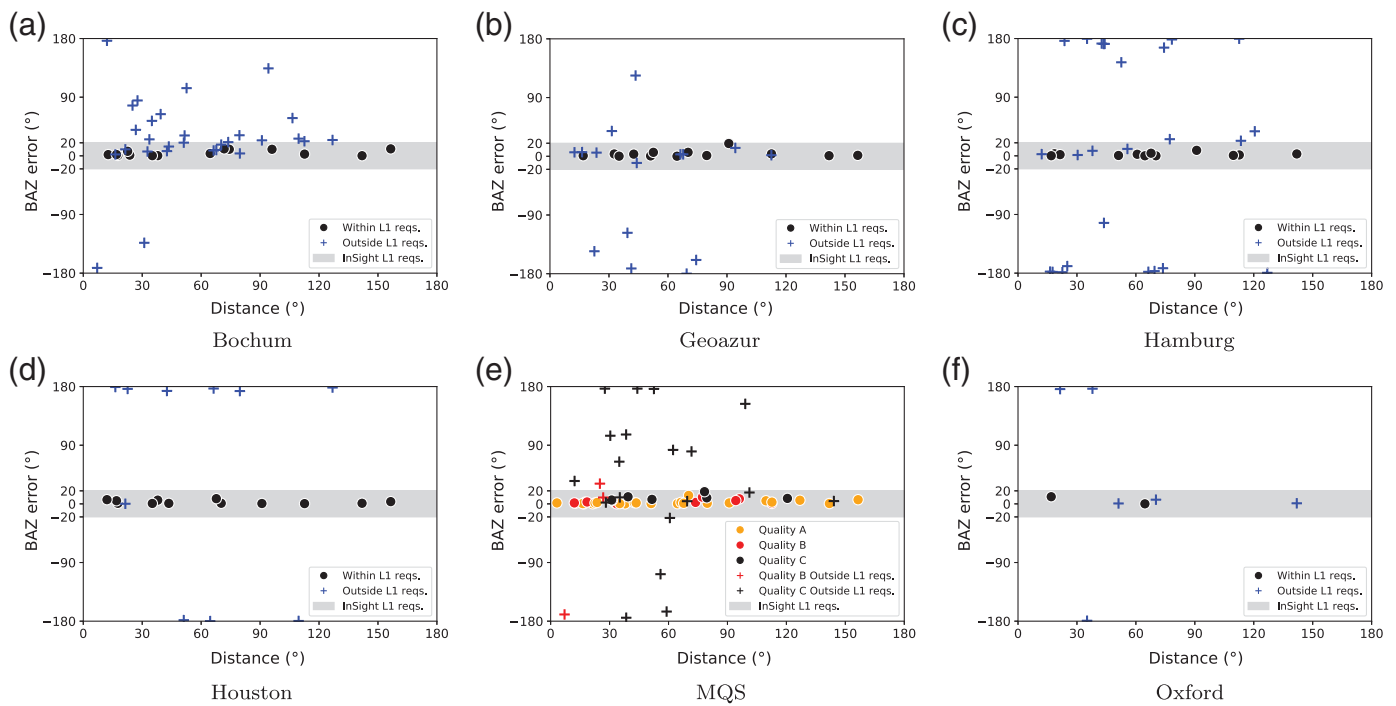 (a)
180
90
20
0
−20
−90
−180
BAZ error (°)
Within L1 reqs.
Outside L1 reqs.
InSight L1 reqs.
0 30 60 90 120 150 180
Distance (°)
Bochum
(b)
180
90
20
0
−20
−90
−180
BAZ error (°)
Within L1 reqs.
Outside L1 reqs.
InSight L1 reqs.
0 30 60 90 120 150 180
Distance (°)
Geoazur
(c)
180
90
20
0
−20
−90
−180
BAZ error (°)
Within L1 reqs.
Outside L1 reqs.
InSight L1 reqs.
0 30 60 90 120 150 180
Distance (°)
Hamburg
(d)
180
90
20
0
−20
−90
−180
BAZ error (°)
Within L1 reqs.
Outside L1 reqs.
InSight L1 reqs.
0 30 60 90 120 150 180
Distance (°)
Houston
(e)
180
90
20
0
−20
−90
−180
BAZ error (°)
Quality A
Quality B
Quality C
Quality B Outside L1 reqs.
Quality C Outside L1 reqs.
InSight L1 reqs.
0 30 60 90 120 150 180
Distance (°)
MQS
(f)
180
90
20
0
−20
−90
−180
BAZ error (°)
Within L1 reqs.
Outside L1 reqs.
InSight L1 reqs.
0 30 60 90 120 150 180
Distance (°)
Oxford